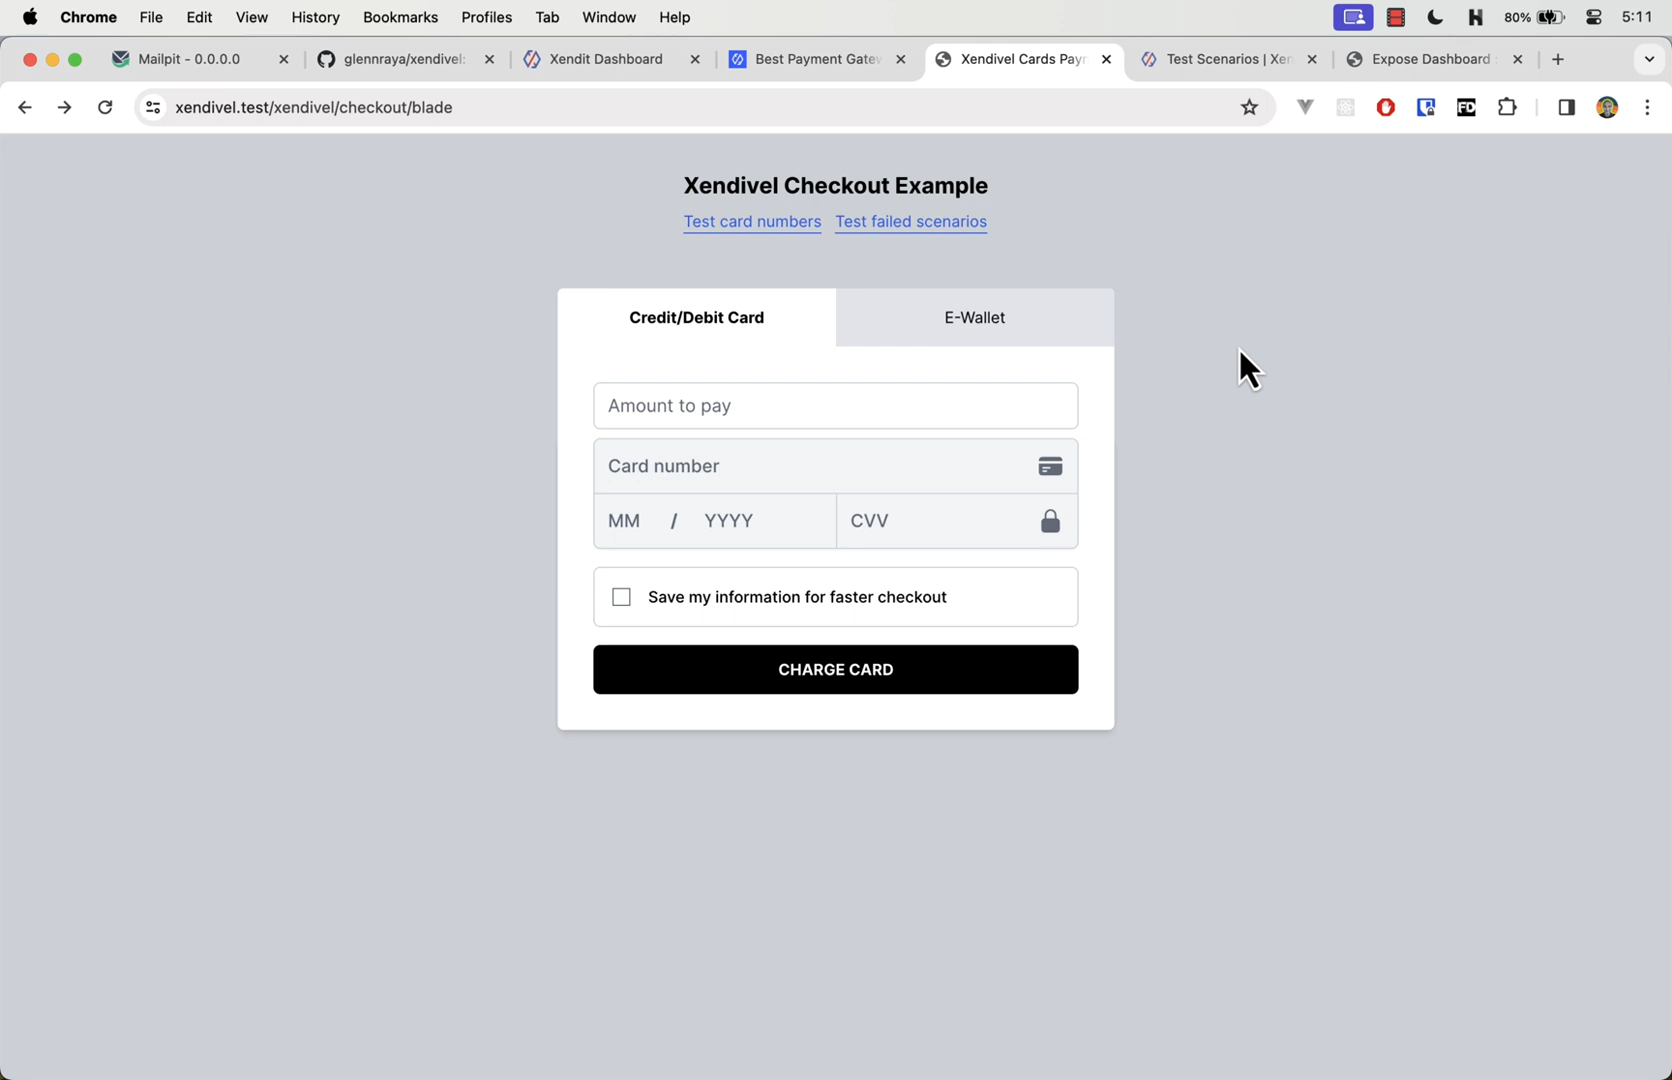 Chrome File Edit View History Bookmarks Profiles Tab Window Help 80% 5:11
Mailpit - 0.0.0.0 glennraya/xendivel: Xendit Dashboard Best Payment Gatew Xendivel Cards Payn Test Scenarios | Xen Expose Dashboard
xendivel.test/xendivel/checkout/blade
Xendivel Checkout Example
Test card numbers Test failed scenarios
Credit/Debit Card E-Wallet
Amount to pay
Card number
MM / YYYY CVV
Save my information for faster checkout
CHARGE CARD